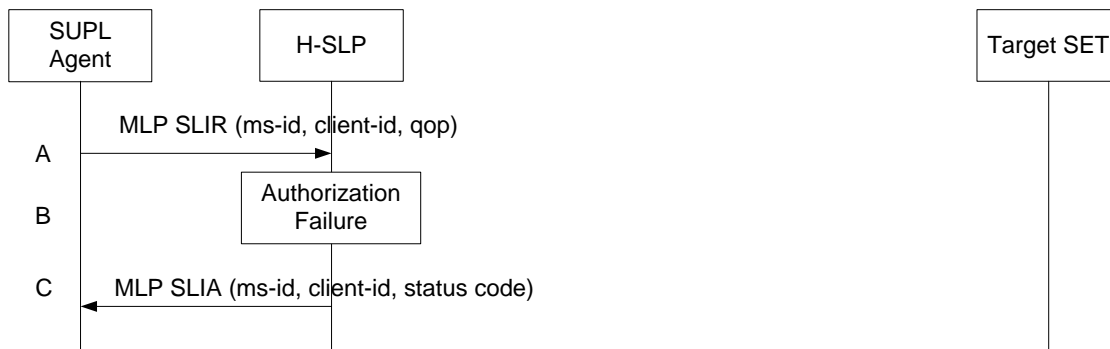 SUPL
Agent
H-SLP
Target SET
MLP SLIR (ms-id, client-id, qop)
A
Authorization
Failure
B
C
MLP SLIA (ms-id, client-id, status code)